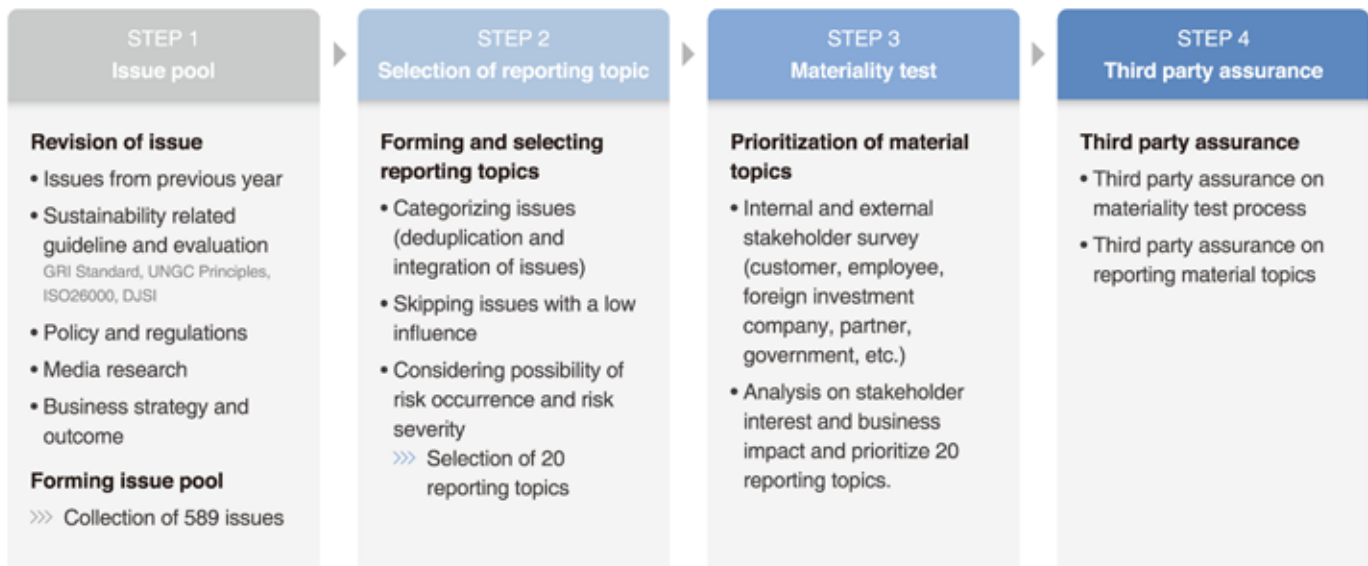 STEP 1
Issue pool
Revision of issue
• Issues from previous year
• Sustainability related
guideline and evaluation
GRI Standard, UNGC Principles,
ISO26000, DJSI
• Policy and regulations
• Media research
• Business strategy and
outcome
Forming issue pool
>>> Collection of 589 issues
STEP 2
Selection of reporting topic
Forming and selecting
reporting topics
• Categorizing issues
(deduplication and
integration of issues)
• Skipping issues with a low
influence
• Considering possibility of
risk occurrence and risk
severity
>>> Selection of 20
reporting topics
STEP 3
Materiality test
Prioritization of material
topics
• Internal and external
stakeholder survey
(customer, employee,
foreign investment
company, partner,
government, etc.)
• Analysis on stakeholder
interest and business
impact and prioritize 20
reporting topics.
STEP 4
Third party assurance
Third party assurance
• Third party assurance on
materiality test process
• Third party assurance on
reporting material topics